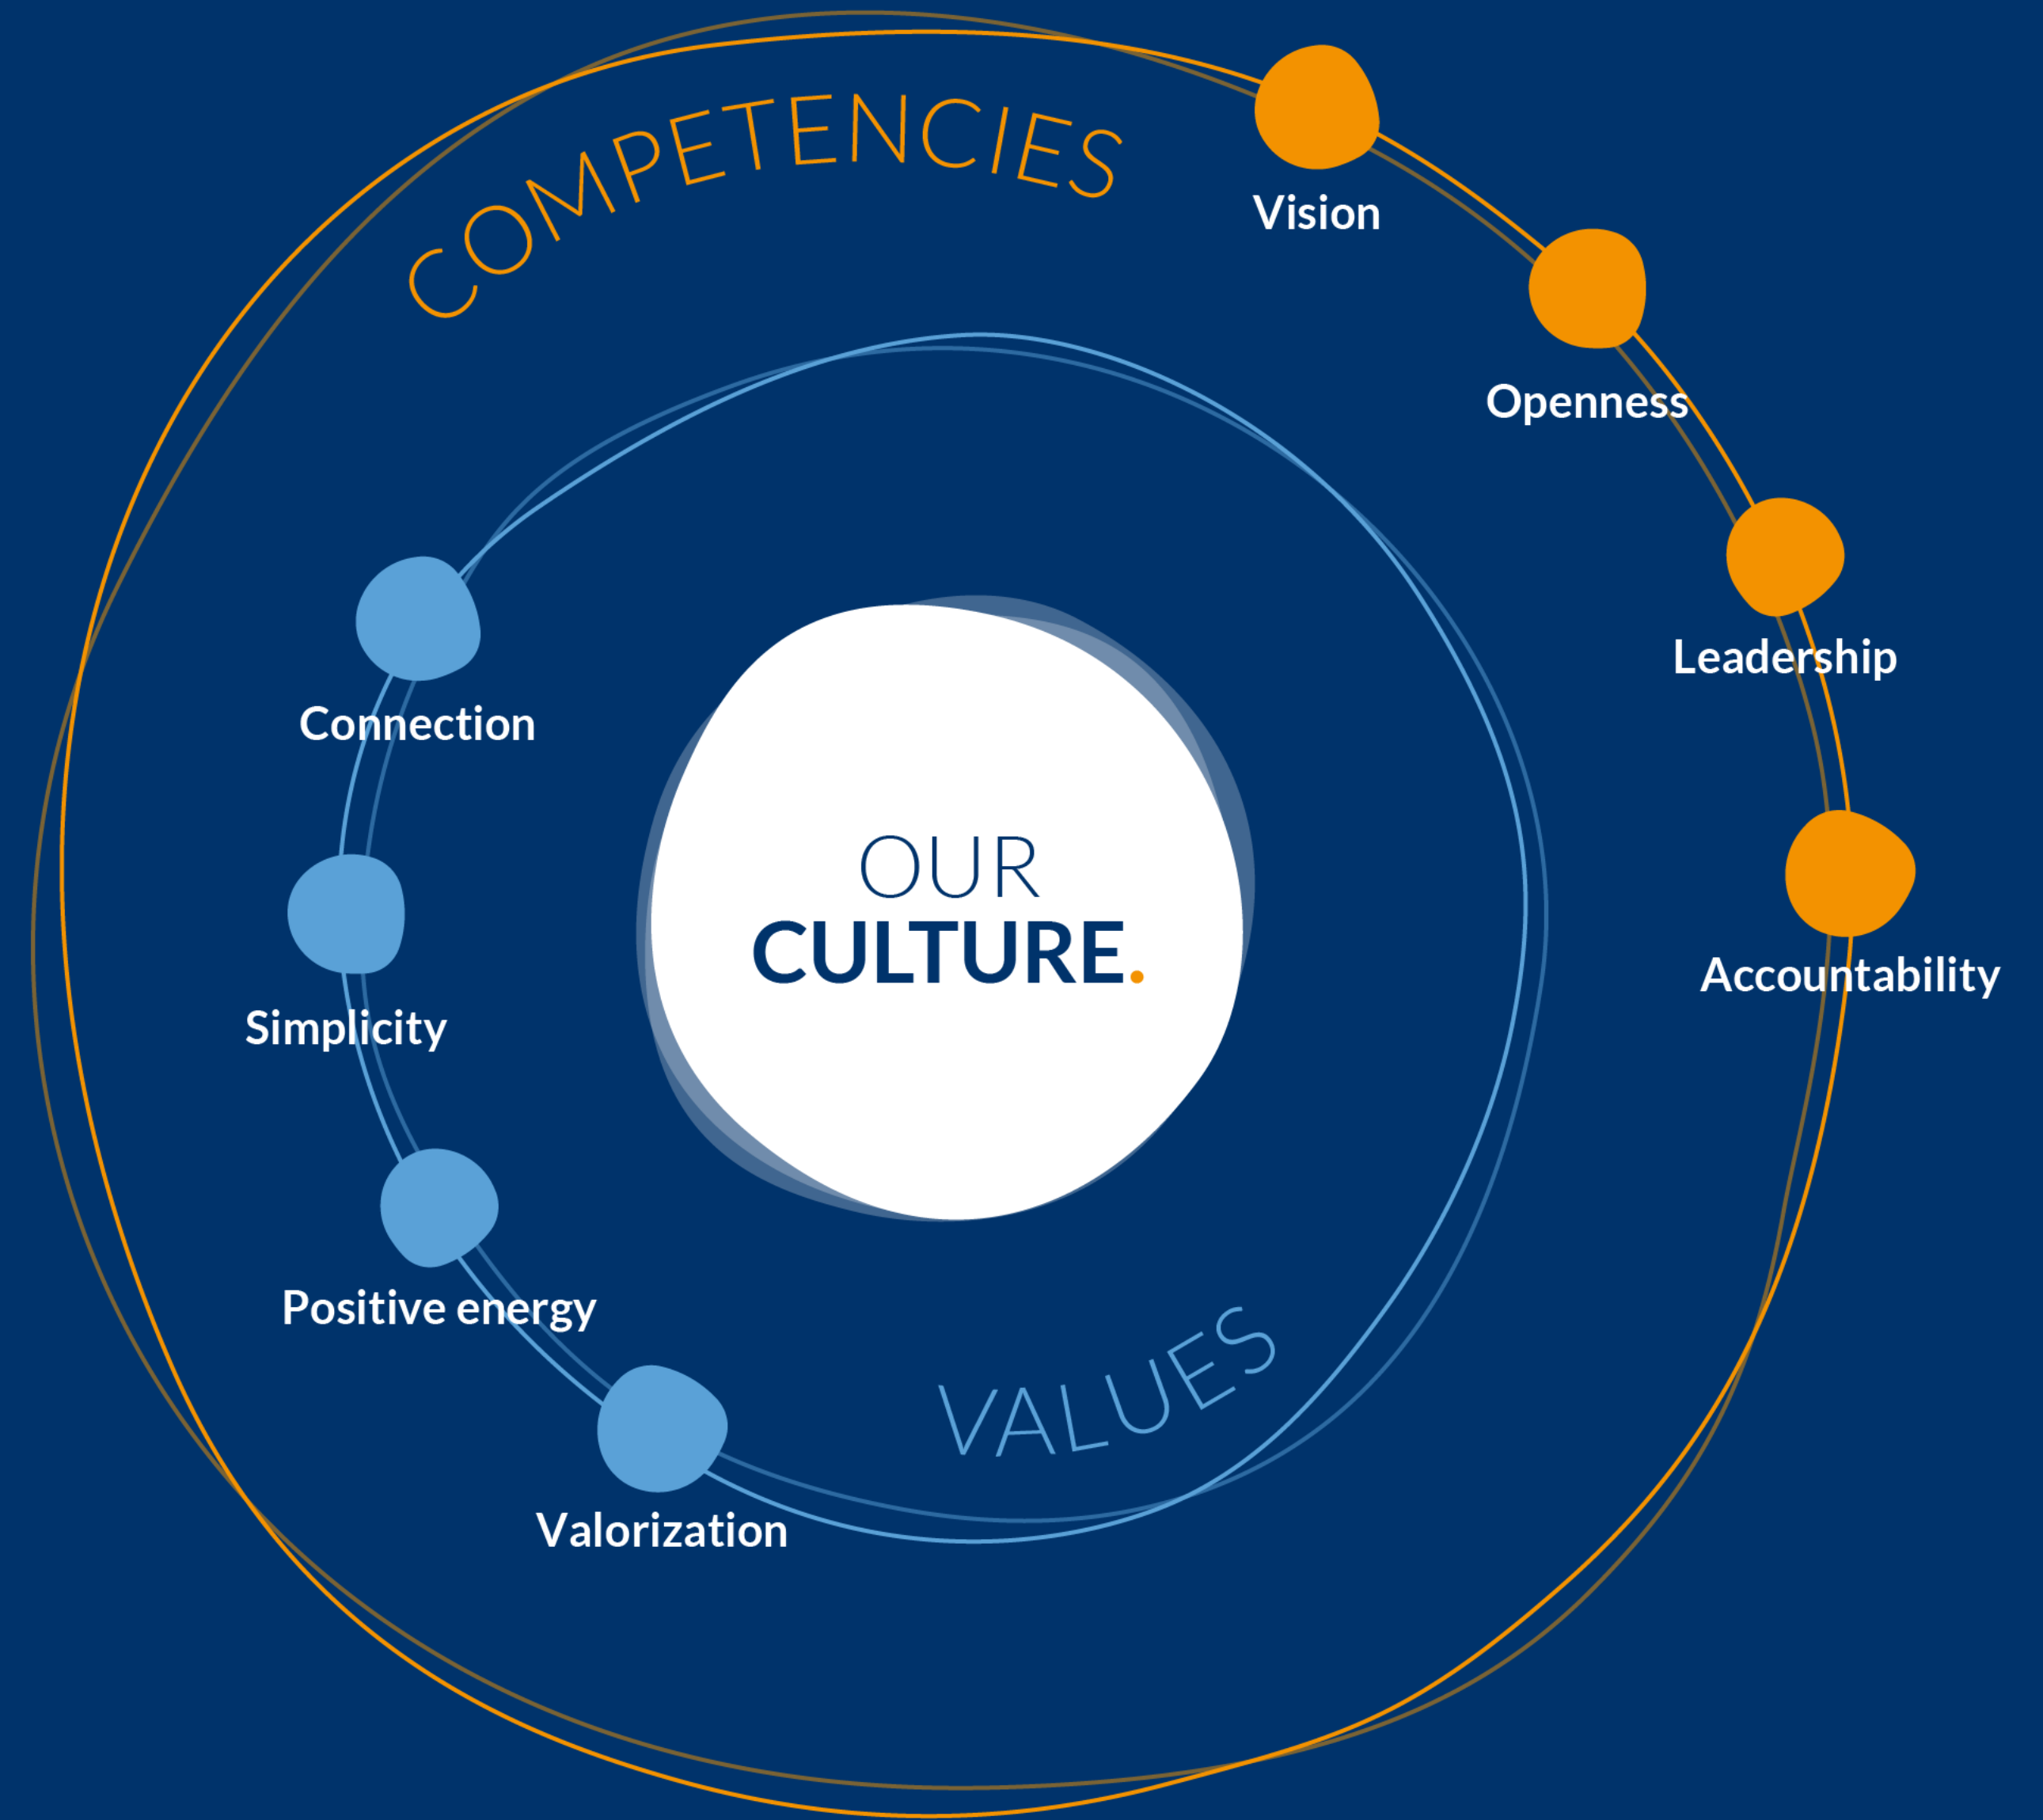 COMPETENCIES
Vision
Openness
Leadership
Accountability
Connection
Simplicity
Positive energy
Valorization
VALUES
OUR
CULTURE.